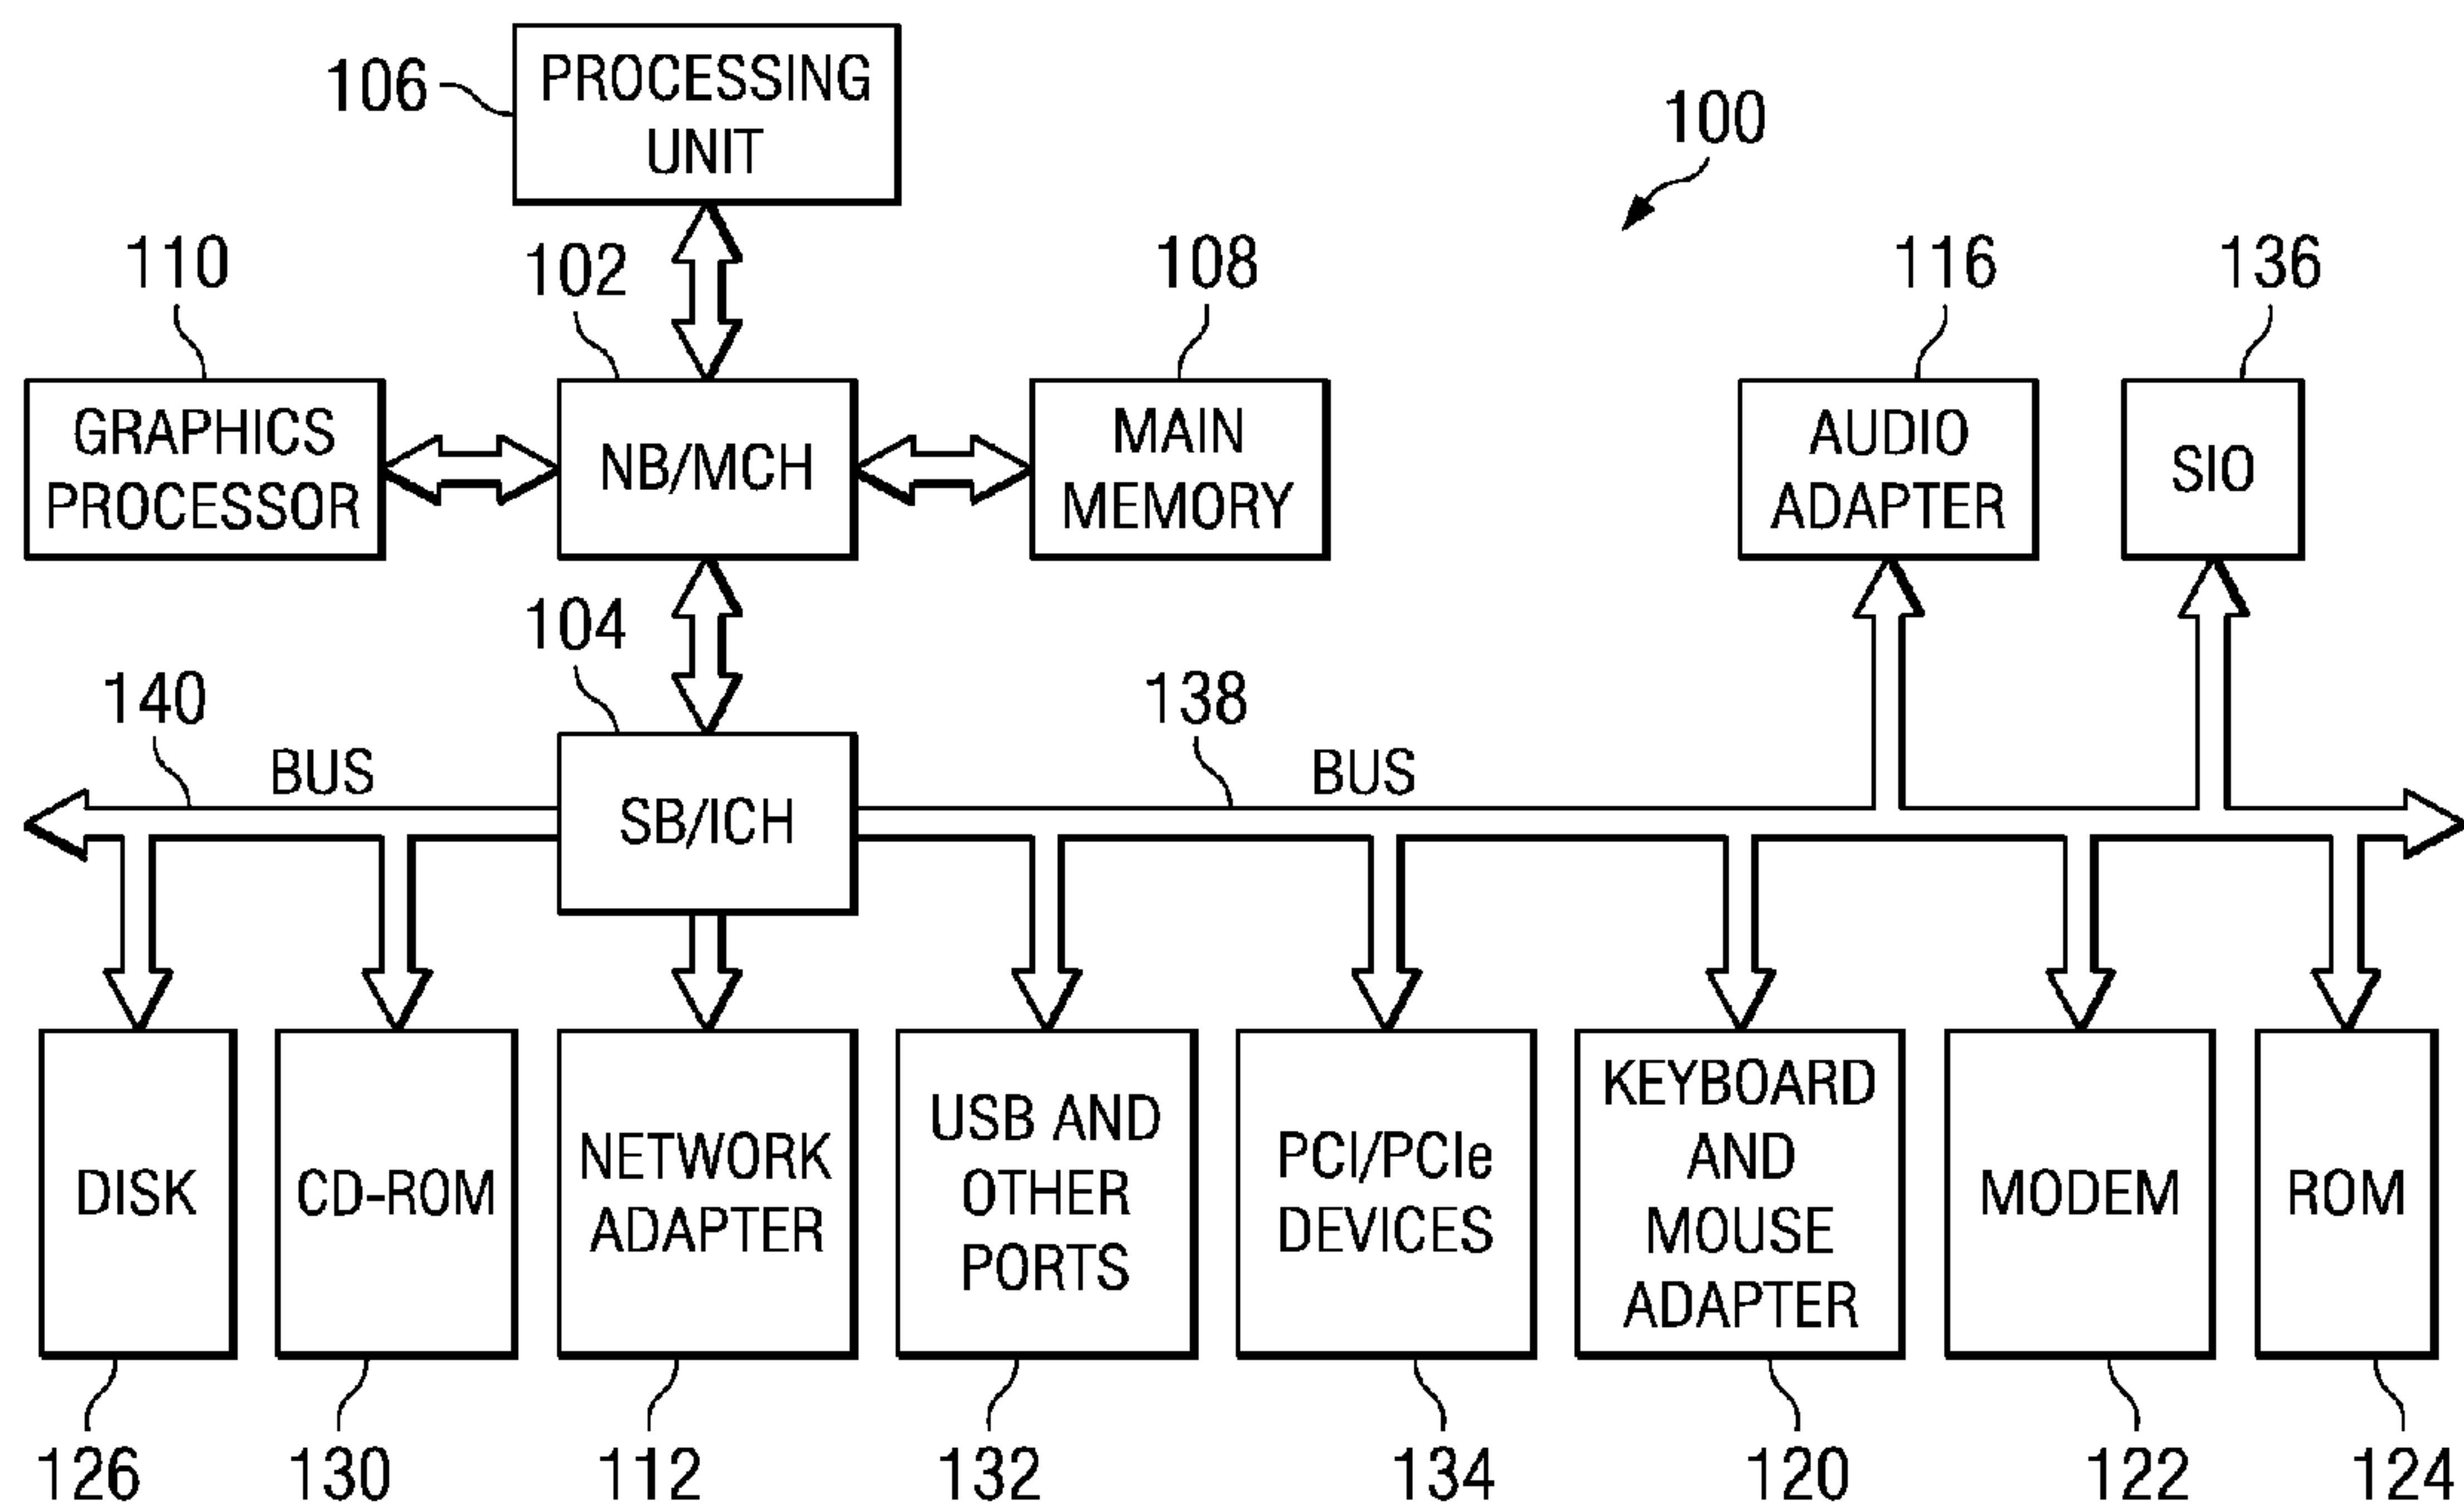 PROCESSING
UNIT
106
100
110
102
108
116
136
GRAPHICS
PROCESSOR
NB/MCH
MAIN
MEMORY
AUDIO
ADAPTER
SIO
104
140
BUS
138
BUS
SB/ICH
DISK
CD-ROM
NETWORK
ADAPTER
USB AND
OTHER
PORTS
PCI/PCIe
DEVICES
KEYBOARD
AND
MOUSE
ADAPTER
MODEM
ROM
126
130
112
132
134
120
122
124